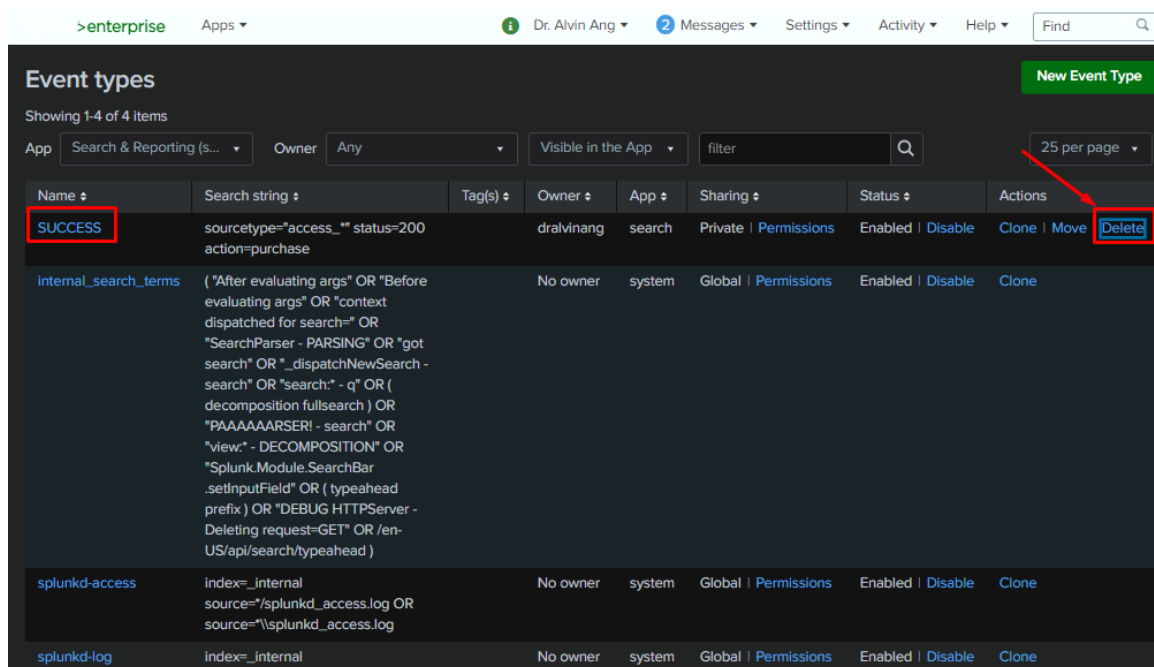 >enterprise Apps ▾ i Dr. Alvin Ang ▾ 2 Messages ▾ Settings ▾ Activity ▾ Help ▾ Find
Event types
New Event Type
Showing 1-4 of 4 items
App Search & Reporting (s... ▾ Owner Any ▾ Visible in the App ▾ filter 25 per page ▾
Name Search string Tag(s) Owner App Sharing Status Actions
SUCCESS sourcetype="access_*" status=200 dralvinang search Private | Permissions Enabled | Disable Clone | Move | Delete
action=purchase
internal_search_terms ( "After evaluating args" OR "Before No owner system Global | Permissions Enabled | Disable Clone
evaluating args" OR "context
dispatched for search=" OR
"SearchParser - PARSING" OR "got
search" OR "_dispatchNewSearch -
search" OR "search:* - q" OR (
decomposition fullsearch ) OR
"PAAAAAARSER! - search" OR
"view:* - DECOMPOSITION" OR
"Splunk.Module.SearchBar
.setInputField" OR ( typeahead
prefix ) OR "DEBUG HTTPServer -
Deleting request=GET" OR /en-
US/api/search/typeahead )
splunkd-access index=_internal No owner system Global | Permissions Enabled | Disable Clone
source=*/splunkd_access.log OR
source=*\\splunkd_access.log
splunkd-log index=_internal No owner system Global | Permissions Enabled | Disable Clone